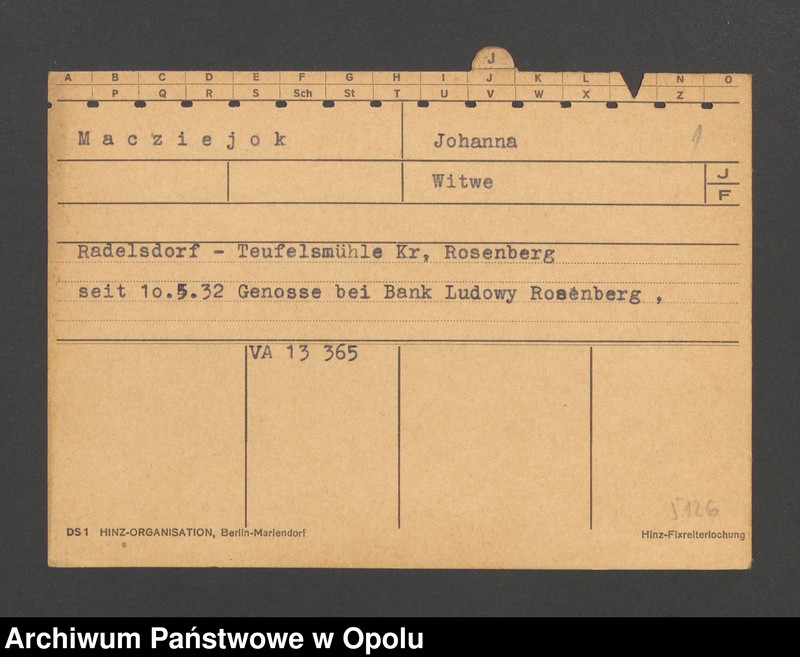 J
A B C D E F G H I J K L N O
P Q R S Sch St T U V W X Z
Macziejok Johanna 1
Witwe J
F
Radelsdorf - Teufelsmühle Kr, Rosenberg
seit 10.5.32 Genosse bei Bank Ludowy Rosenberg ,
VA 13 365
5126
DS1 HINZ-ORGANISATION, Berlin-Mariendorf Hinz-Fixreiterlochung
Archiwum Państwowe w Opolu